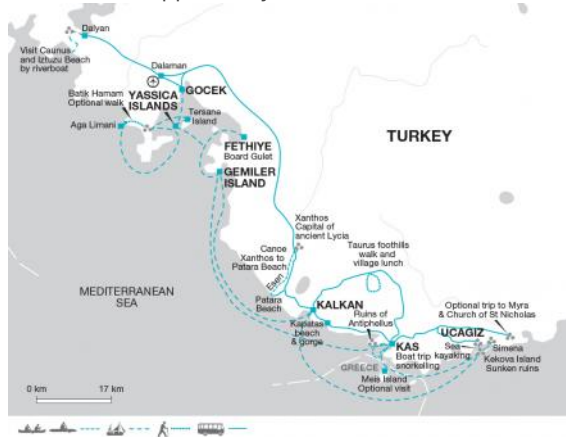 Dalyan
Visit Caunus
and Iztuzu Beach
by riverboat
Dalaman
GOCEK
YASSICA
ISLANDS
Batik Hamam
Optional walk
Tersane
Island
Aga Limani
FETHIYE
Board Gulet
GEMILER
ISLAND
TURKEY
Xanthos
Capital of
ancient Lycia
Canoe
Xanthos to
Patara Beach
Esen
Taurus foothills
walk and
village lunch
MEDITERRANEAN
SEA
Patara
Beach
KALKAN
Ruins of
Antiphellus
Optional trip to Myra
& Church of St Nicholas
Kaputas
beach
& gorge
UCAGIZ
KAS
Boat trip
snorkelling
Sea
kayaking
Simena
Kekova Island
Sunken ruins
GREECE
Meis Island
Optional visit
0 km
17 km